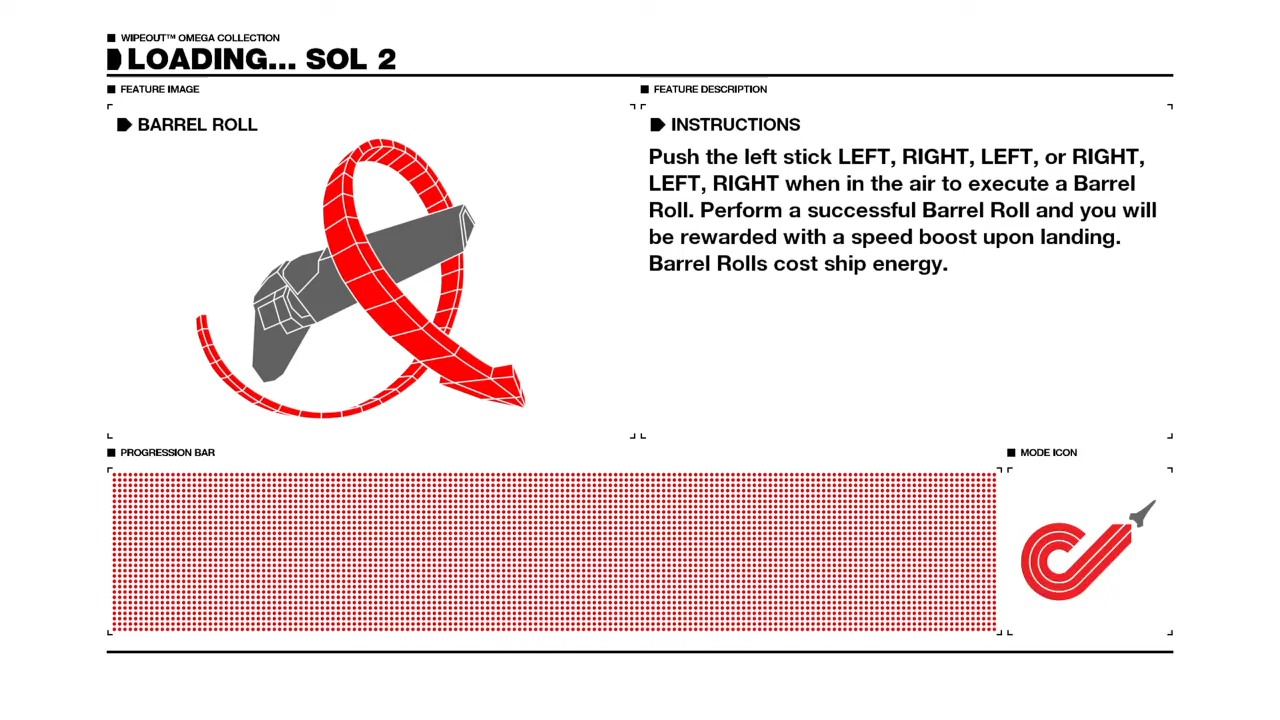 WIPEOUT™ OMEGA COLLECTION
LOADING... SOL 2
FEATURE IMAGE
BARREL ROLL
FEATURE DESCRIPTION
INSTRUCTIONS
Push the left stick LEFT, RIGHT, LEFT, or RIGHT,
LEFT, RIGHT when in the air to execute a Barrel
Roll. Perform a successful Barrel Roll and you will
be rewarded with a speed boost upon landing.
Barrel Rolls cost ship energy.
PROGRESSION BAR
MODE ICON